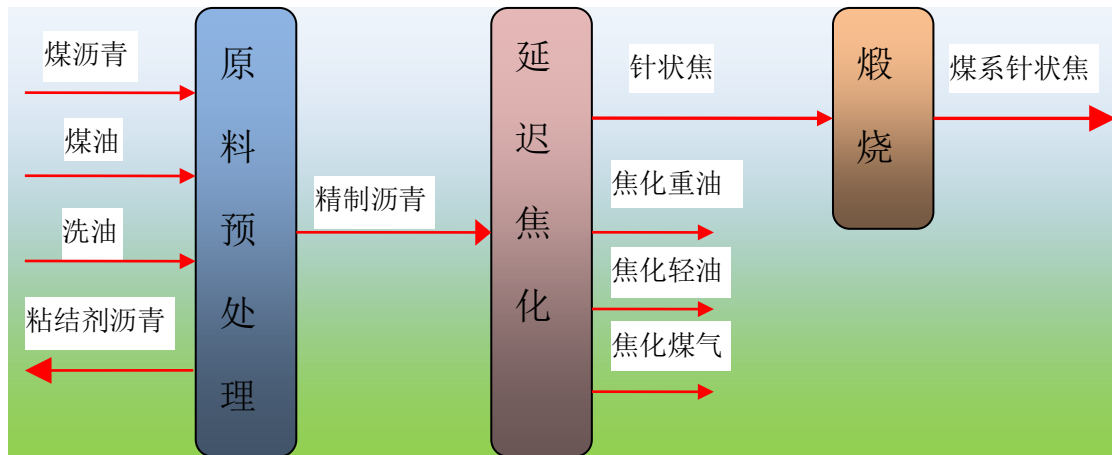 煤沥青
煤油
洗油
粘结剂沥青
原料预处理
精制沥青
延迟焦化
针状焦
焦化重油
焦化轻油
焦化煤气
煅烧
煤系针状焦